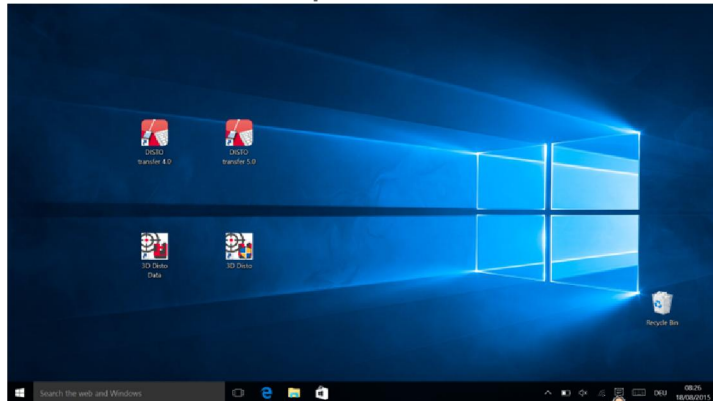 DISTO
transfer 4.0
DISTO
transfer 5.0
3D Disto
Data
3D Disto
Recycle Bin
Search the web and Windows
DEU
08:26
18/08/2015